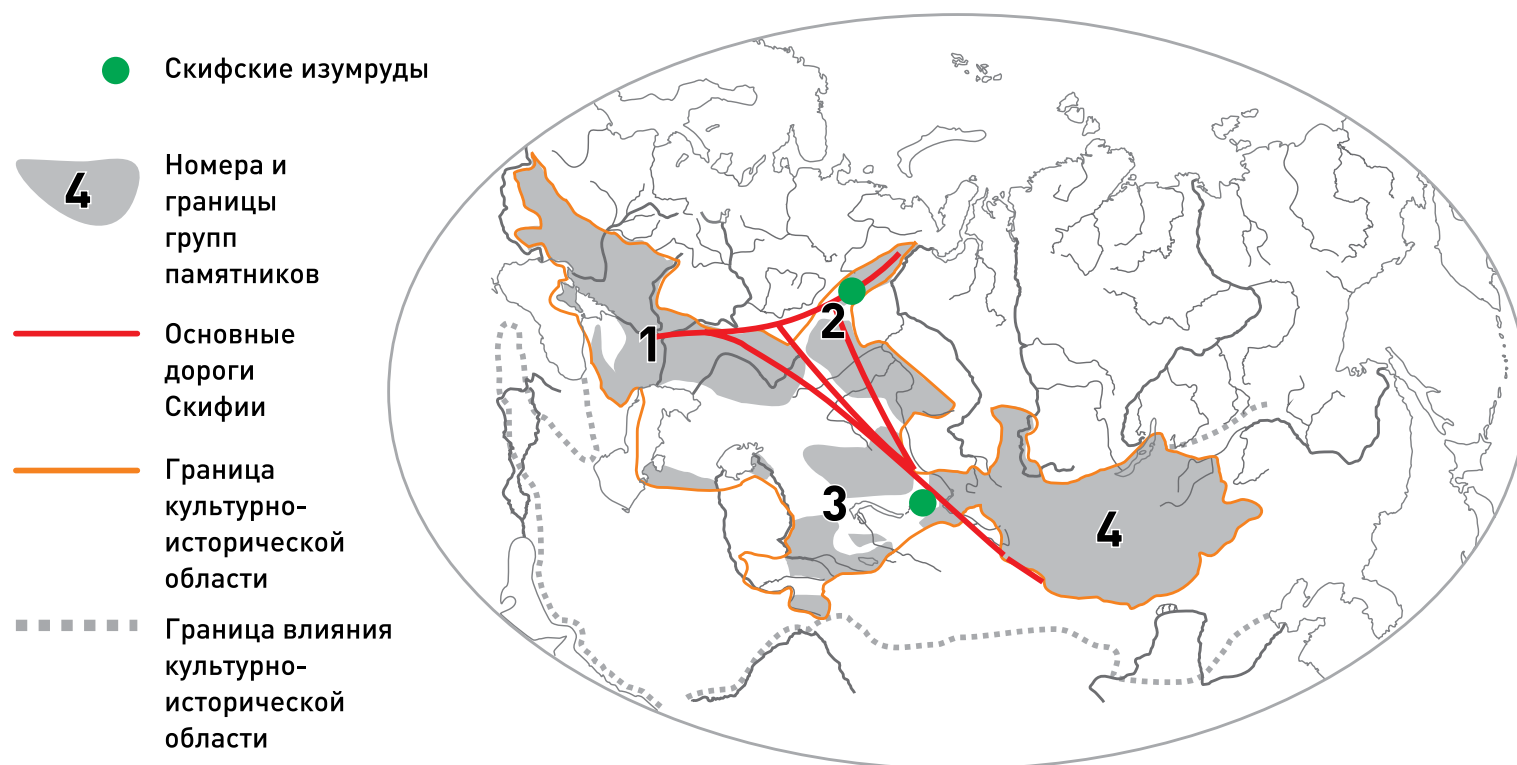 Скифские изумруды
4
Номера и
границы
групп
памятников
Основные
дороги
Скифии
Граница
культурно-
исторической
области
Граница влияния
культурно-
исторической
области
1
2
3
4